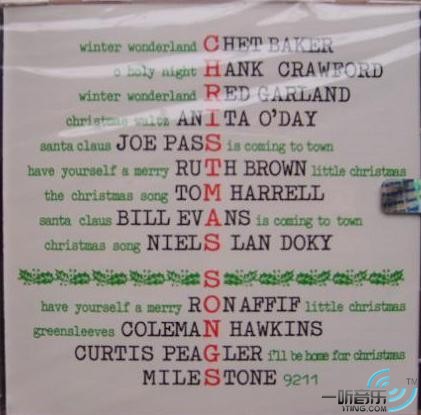 winter wonderland CHET BAKER
o holy night HANK CRAWFORD
winter wonderland RED GARLAND
christmas waltz ANITA O'DAY
santa claus JOE PASS is coming to town
have yourself a merry RUTH BROWN little christmas
the christmas song TOM HARRELL
santa claus BILL EVANS is coming to town
christmas song NIELS LAN DOKY
have yourself a merry RON AFFIF little christmas
greensleeves COLEMAN HAWKINS
CURTIS PEAGLER i'll be home for christmas
MILESTONE 9211
一听音乐 TM
1TING.COM